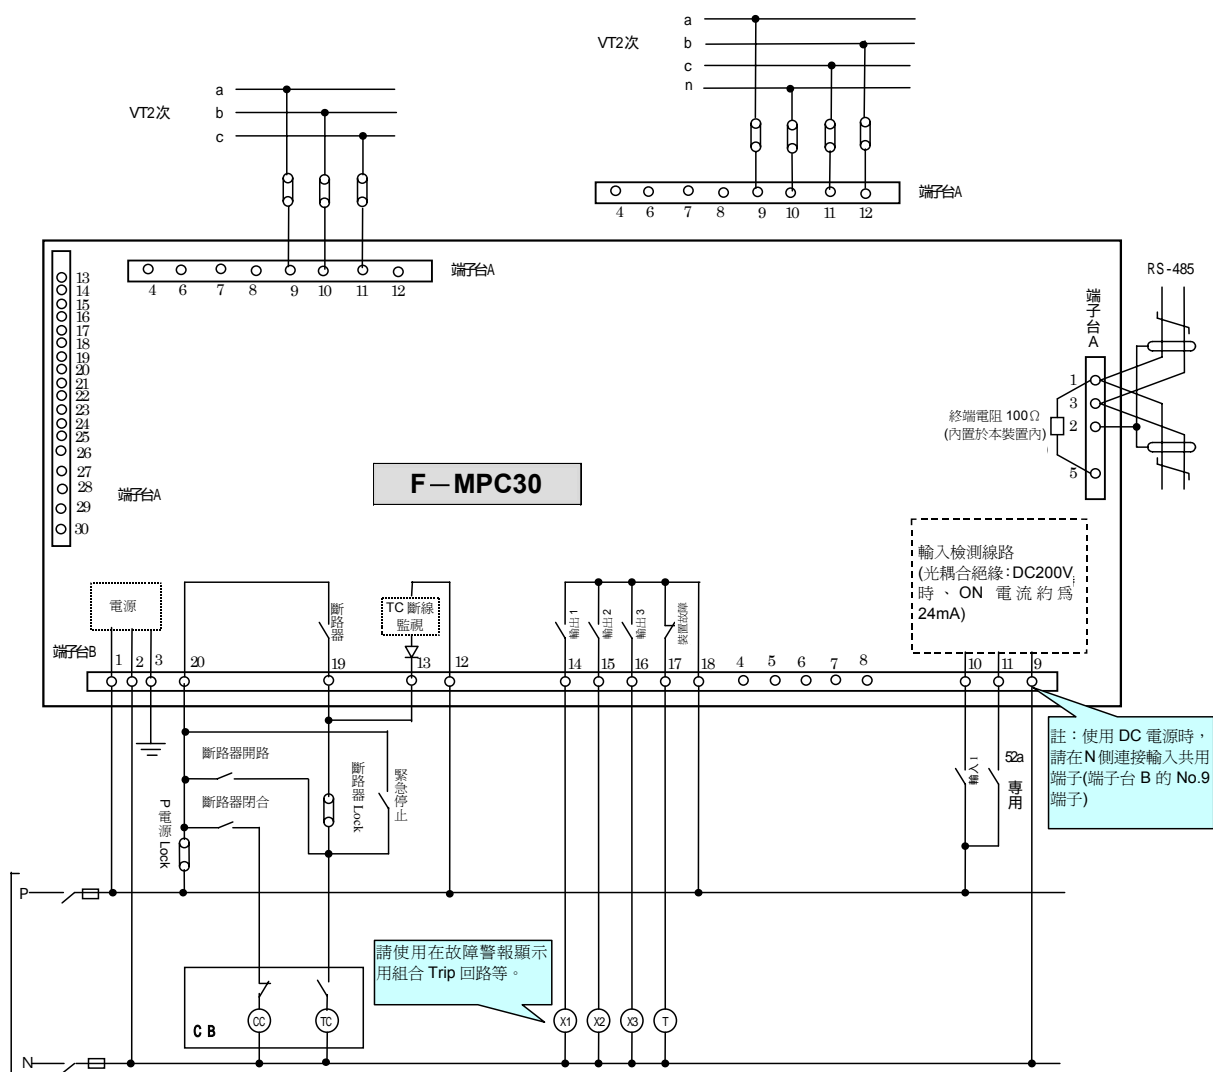 VT2次
a
b
c
n
端子台A
4
6
7
8
9
10
11
12
VT2次
a
b
c
端子台A
4
6
7
8
9
10
11
12
13
14
15
16
17
18
19
20
21
22
23
24
25
26
27
28
29
30
端子台A
F—MPC30
RS-485
端子台A
1
3
2
5
終端電阻 100Ω
(內置於本裝置內)
輸入檢測線路
(光耦合絕緣:DC200V,
時、ON 電流約爲
24mA)
電源
斷路器
TC 斷線
監視
輸出1
輸出2
輸出3
裝置故障
端子台B
1
2
3
20
19
13
12
14
15
16
17
18
4
5
6
7
8
10
11
9
註：使用 DC 電源時，
請在N側連接輸入共用
端子(端子台 B 的 No.9
端子)
斷路器開路
斷路器閉合
P電源 Lock
斷路器 Lock
緊急停止
輸入1
52a
專用
P
請使用在故障警報顯示
用組合 Trip 回路等。
CB
CC
TC
X1
X2
X3
T
N